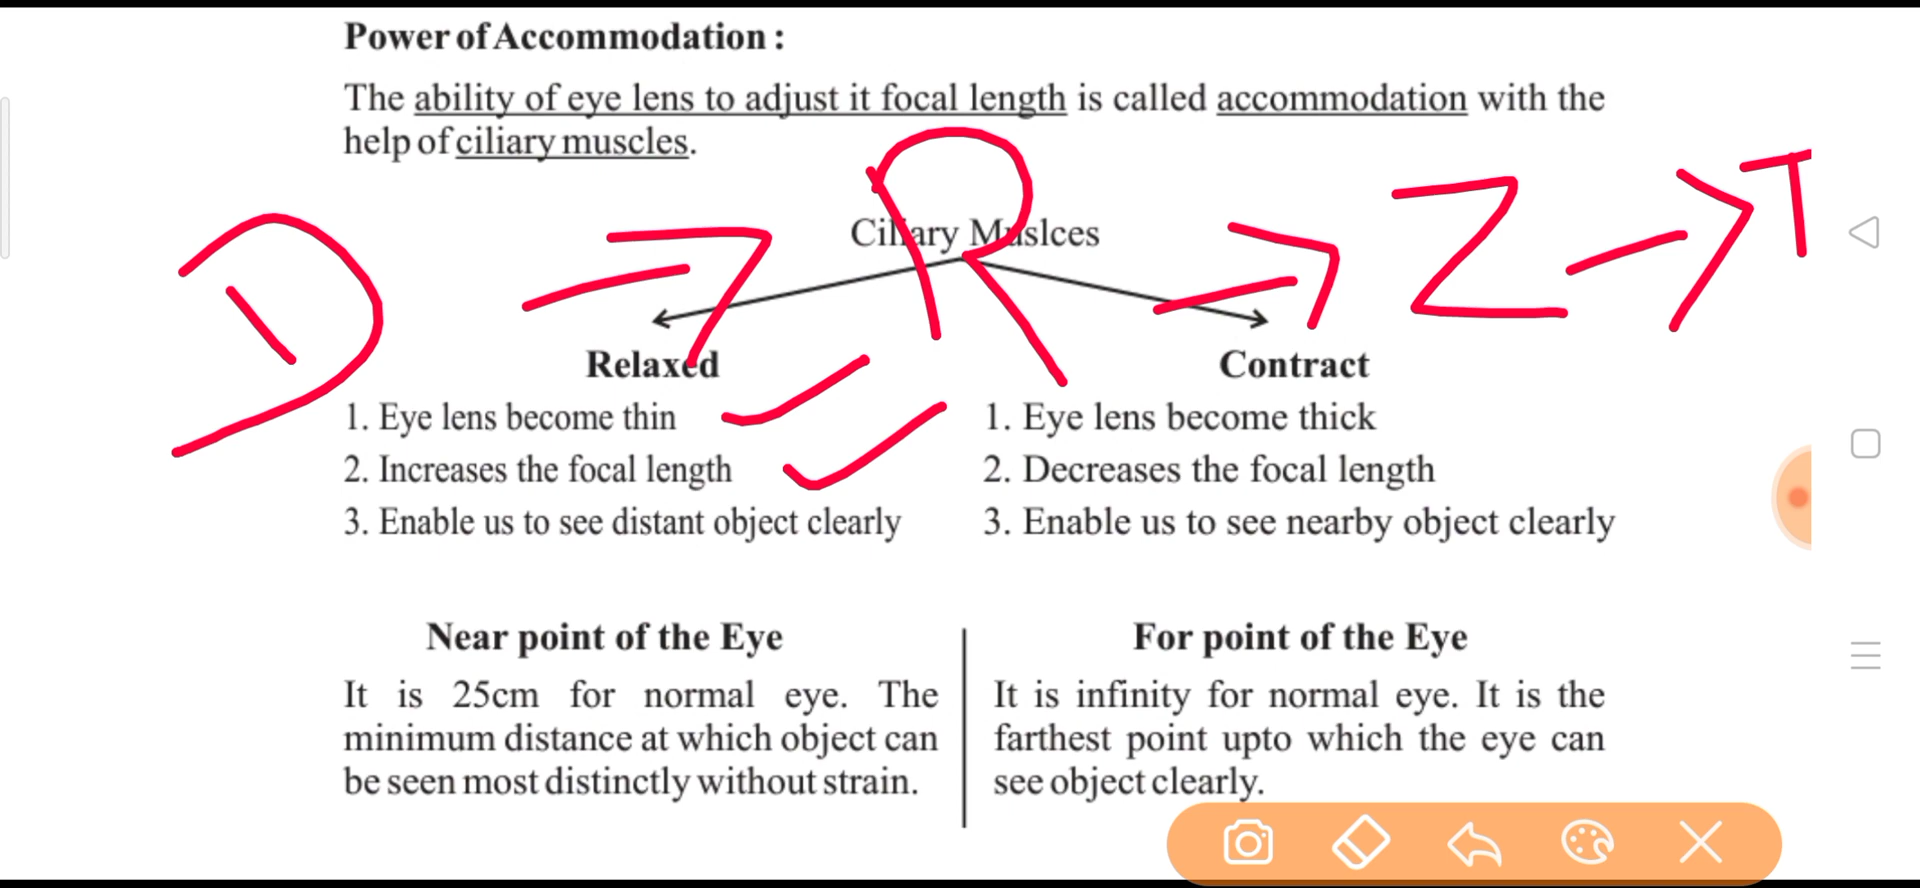 Power of Accommodation :
The ability of eye lens to adjust it focal length is called accommodation with the
help of ciliary muscles.
D → R → Z → T
Ciliary Muslces
Relaxed
Contract
1. Eye lens become thin
2. Increases the focal length
3. Enable us to see distant object clearly
1. Eye lens become thick
2. Decreases the focal length
3. Enable us to see nearby object clearly
Near point of the Eye
It is 25cm for normal eye. The
minimum distance at which object can
be seen most distinctly without strain.
For point of the Eye
It is infinity for normal eye. It is the
farthest point upto which the eye can
see object clearly.